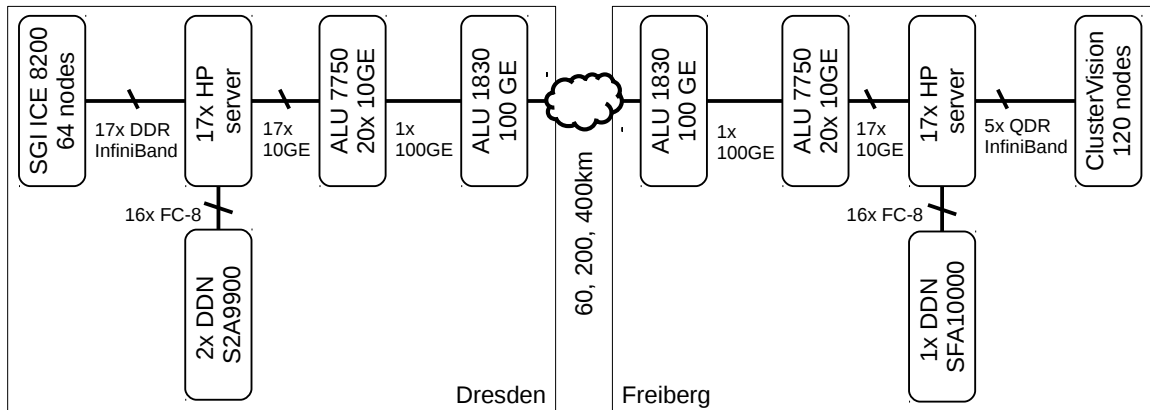 SGI ICE 8200
64 nodes
17x DDR
InfiniBand
17x HP
server
17x
10GE
ALU 7750
20x 10GE
1x
100GE
ALU 1830
100 GE
16x FC-8
2x DDN
S2A9900
Dresden
60, 200, 400km
ALU 1830
100 GE
1x
100GE
ALU 7750
20x 10GE
17x
10GE
17x HP
server
5x QDR
InfiniBand
ClusterVision
120 nodes
16x FC-8
1x DDN
SFA10000
Freiberg